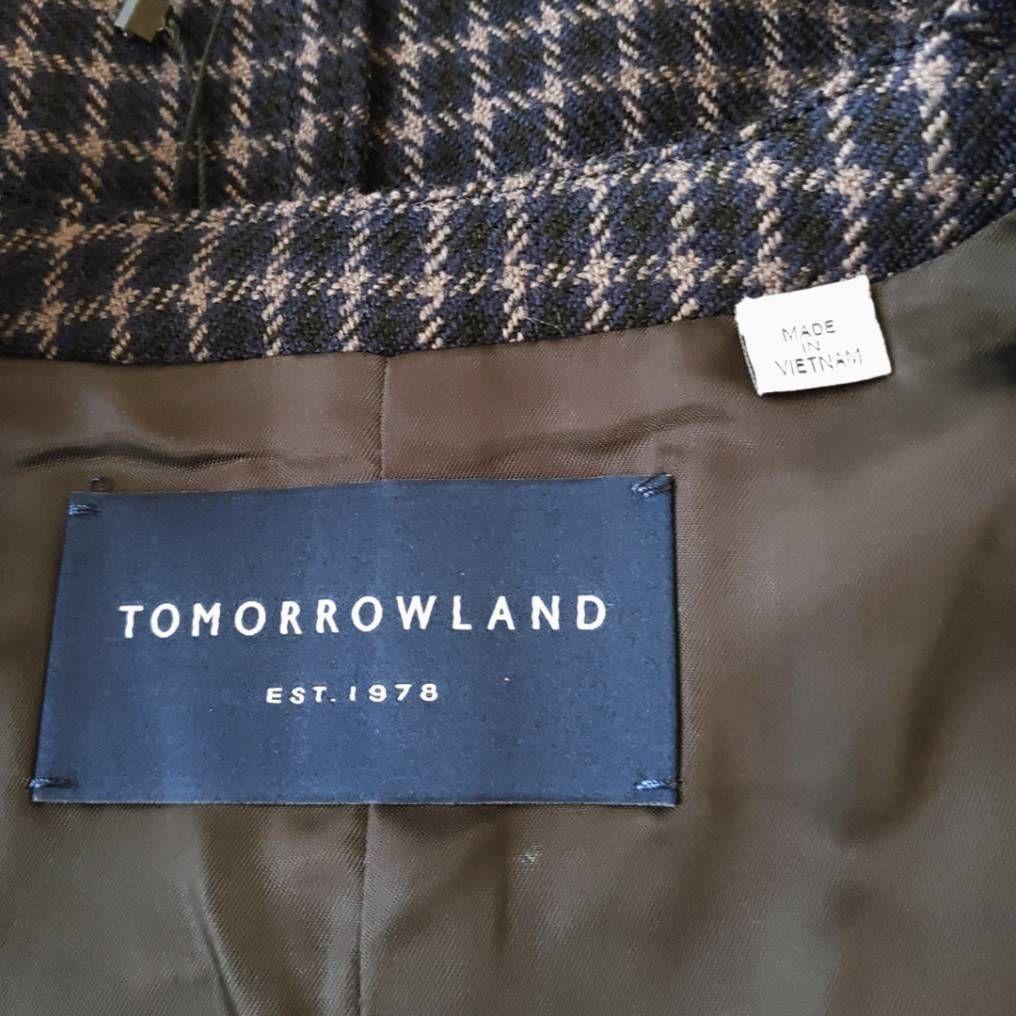 MADE
IN
VIETNAM
TOMORROWLAND
EST. 1978